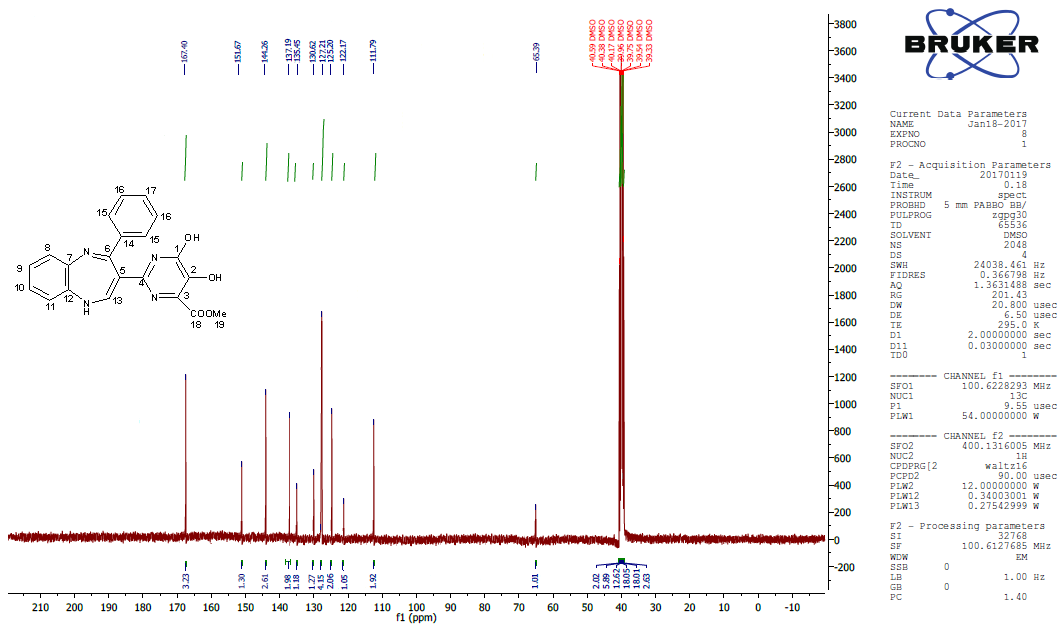 167.40
151.67
144.26
137.19
135.45
130.62
127.21
125.20
122.17
111.79
40.59 DMSO
40.38 DMSO
40.17 DMSO
39.96 DMSO
39.75 DMSO
39.54 DMSO
39.33 DMSO
65.39
3800
3600
3400
3200
3000
2800
2600
2400
2200
2000
1800
1600
1400
1200
1000
800
600
400
200
0
-200
16
17
15
16
14
15
8
N
6
N
1
OH
7
9
5
2
OH
10
4
12
N
3
11
N
H
13
COOMe
18
19
3.23
1.30
2.61
1.98
1.18
1.27
4.15
2.06
1.05
1.92
1.01
2.02
5.89
12.62
18.05
18.01
2.63
210 200 190 180 170 160 150 140 130 120 110 100 90 80 70 60 50 40 30 20 10 0 -10
f1 (ppm)
BRUKER
Current Data Parameters
NAME Jan18-2017
EXPNO 8
PROCNO 1
F2 - Acquisition Parameters
Date_ 20170119
Time 0.18
INSTRUM spect
PROBHD 5 mm PABBO BB/
PULPROG zgpg30
TD 65536
SOLVENT DMSO
NS 2048
DS 4
SWH 24038.461 Hz
FIDRES 0.366798 Hz
AQ 1.3631488 sec
RG 201.43
DW 20.800 usec
DE 6.50 usec
TE 295.0 K
D1 2.00000000 sec
D11 0.03000000 sec
TD0 1
======== CHANNEL f1 ========
SFO1 100.6228293 MHz
NUC1 13C
P1 9.55 usec
PLW1 54.00000000 W
======== CHANNEL f2 ========
SFO2 400.1316005 MHz
NUC2 1H
CPDPRG[2 waltz16
PCPD2 90.00 usec
PLW2 12.00000000 W
PLW12 0.34003001 W
PLW13 0.27542999 W
F2 - Processing parameters
SI 32768
SF 100.6127685 MHz
WDW EM
SSB 0
LB 1.00 Hz
GB 0
PC 1.40